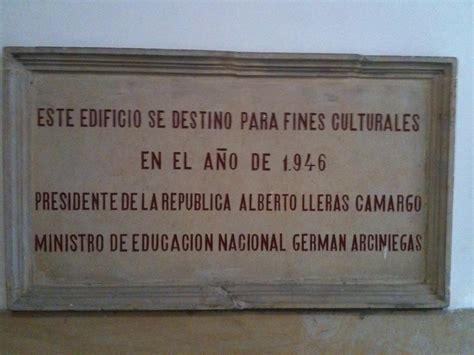 ESTE EDIFICIO SE DESTINO PARA FINES CULTURALES
EN EL AÑO DE 1.946
PRESIDENTE DE LA REPUBLICA ALBERTO LLERAS CAMARGO
MINISTRO DE EDUCACION NACIONAL GERMAN ARCINIEGAS